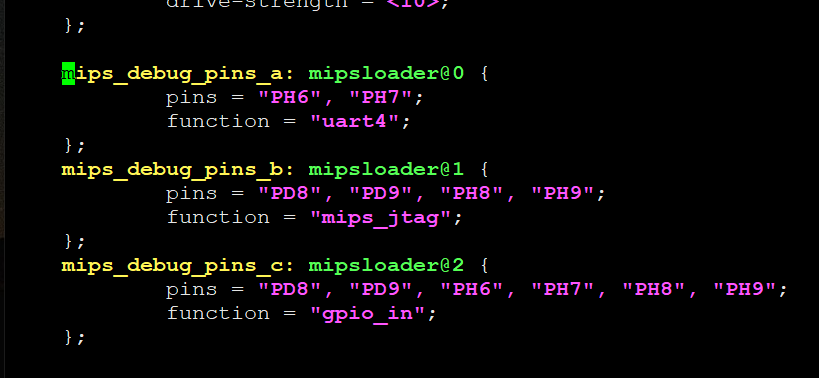 drive-strength = <10>;
};
mips_debug_pins_a: mipsloader@0 {
pins = "PH6", "PH7";
function = "uart4";
};
mips_debug_pins_b: mipsloader@1 {
pins = "PD8", "PD9", "PH8", "PH9";
function = "mips_jtag";
};
mips_debug_pins_c: mipsloader@2 {
pins = "PD8", "PD9", "PH6", "PH7", "PH8", "PH9";
function = "gpio_in";
};